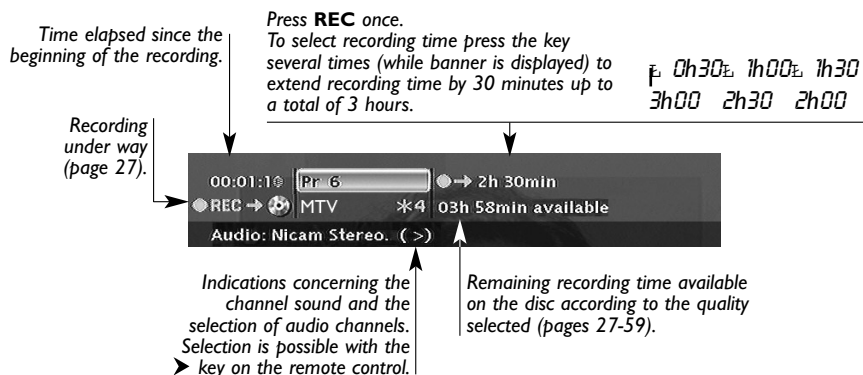 Time elapsed since the
beginning of the recording.
Press REC once.
To select recording time press the key
several times (while banner is displayed) to
extend recording time by 30 minutes up to
a total of 3 hours.
0h30 1h00 1h30
3h00 2h30 2h00
Recording
under way
(page 27).
00:01:10 Pr 6 → 2h 30min
REC → MTV *4 03h 58min available
Audio: Nicam Stereo. (>)
Indications concerning the
channel sound and the
selection of audio channels.
Selection is possible with the
➤ key on the remote control.
Remaining recording time available
on the disc according to the quality
selected (pages 27-59).